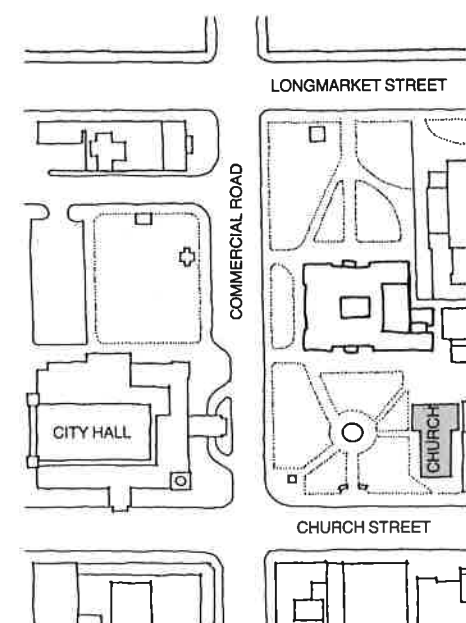 LONGMARKET STREET
COMMERCIAL ROAD
CITY HALL
CHURCH
CHURCH STREET